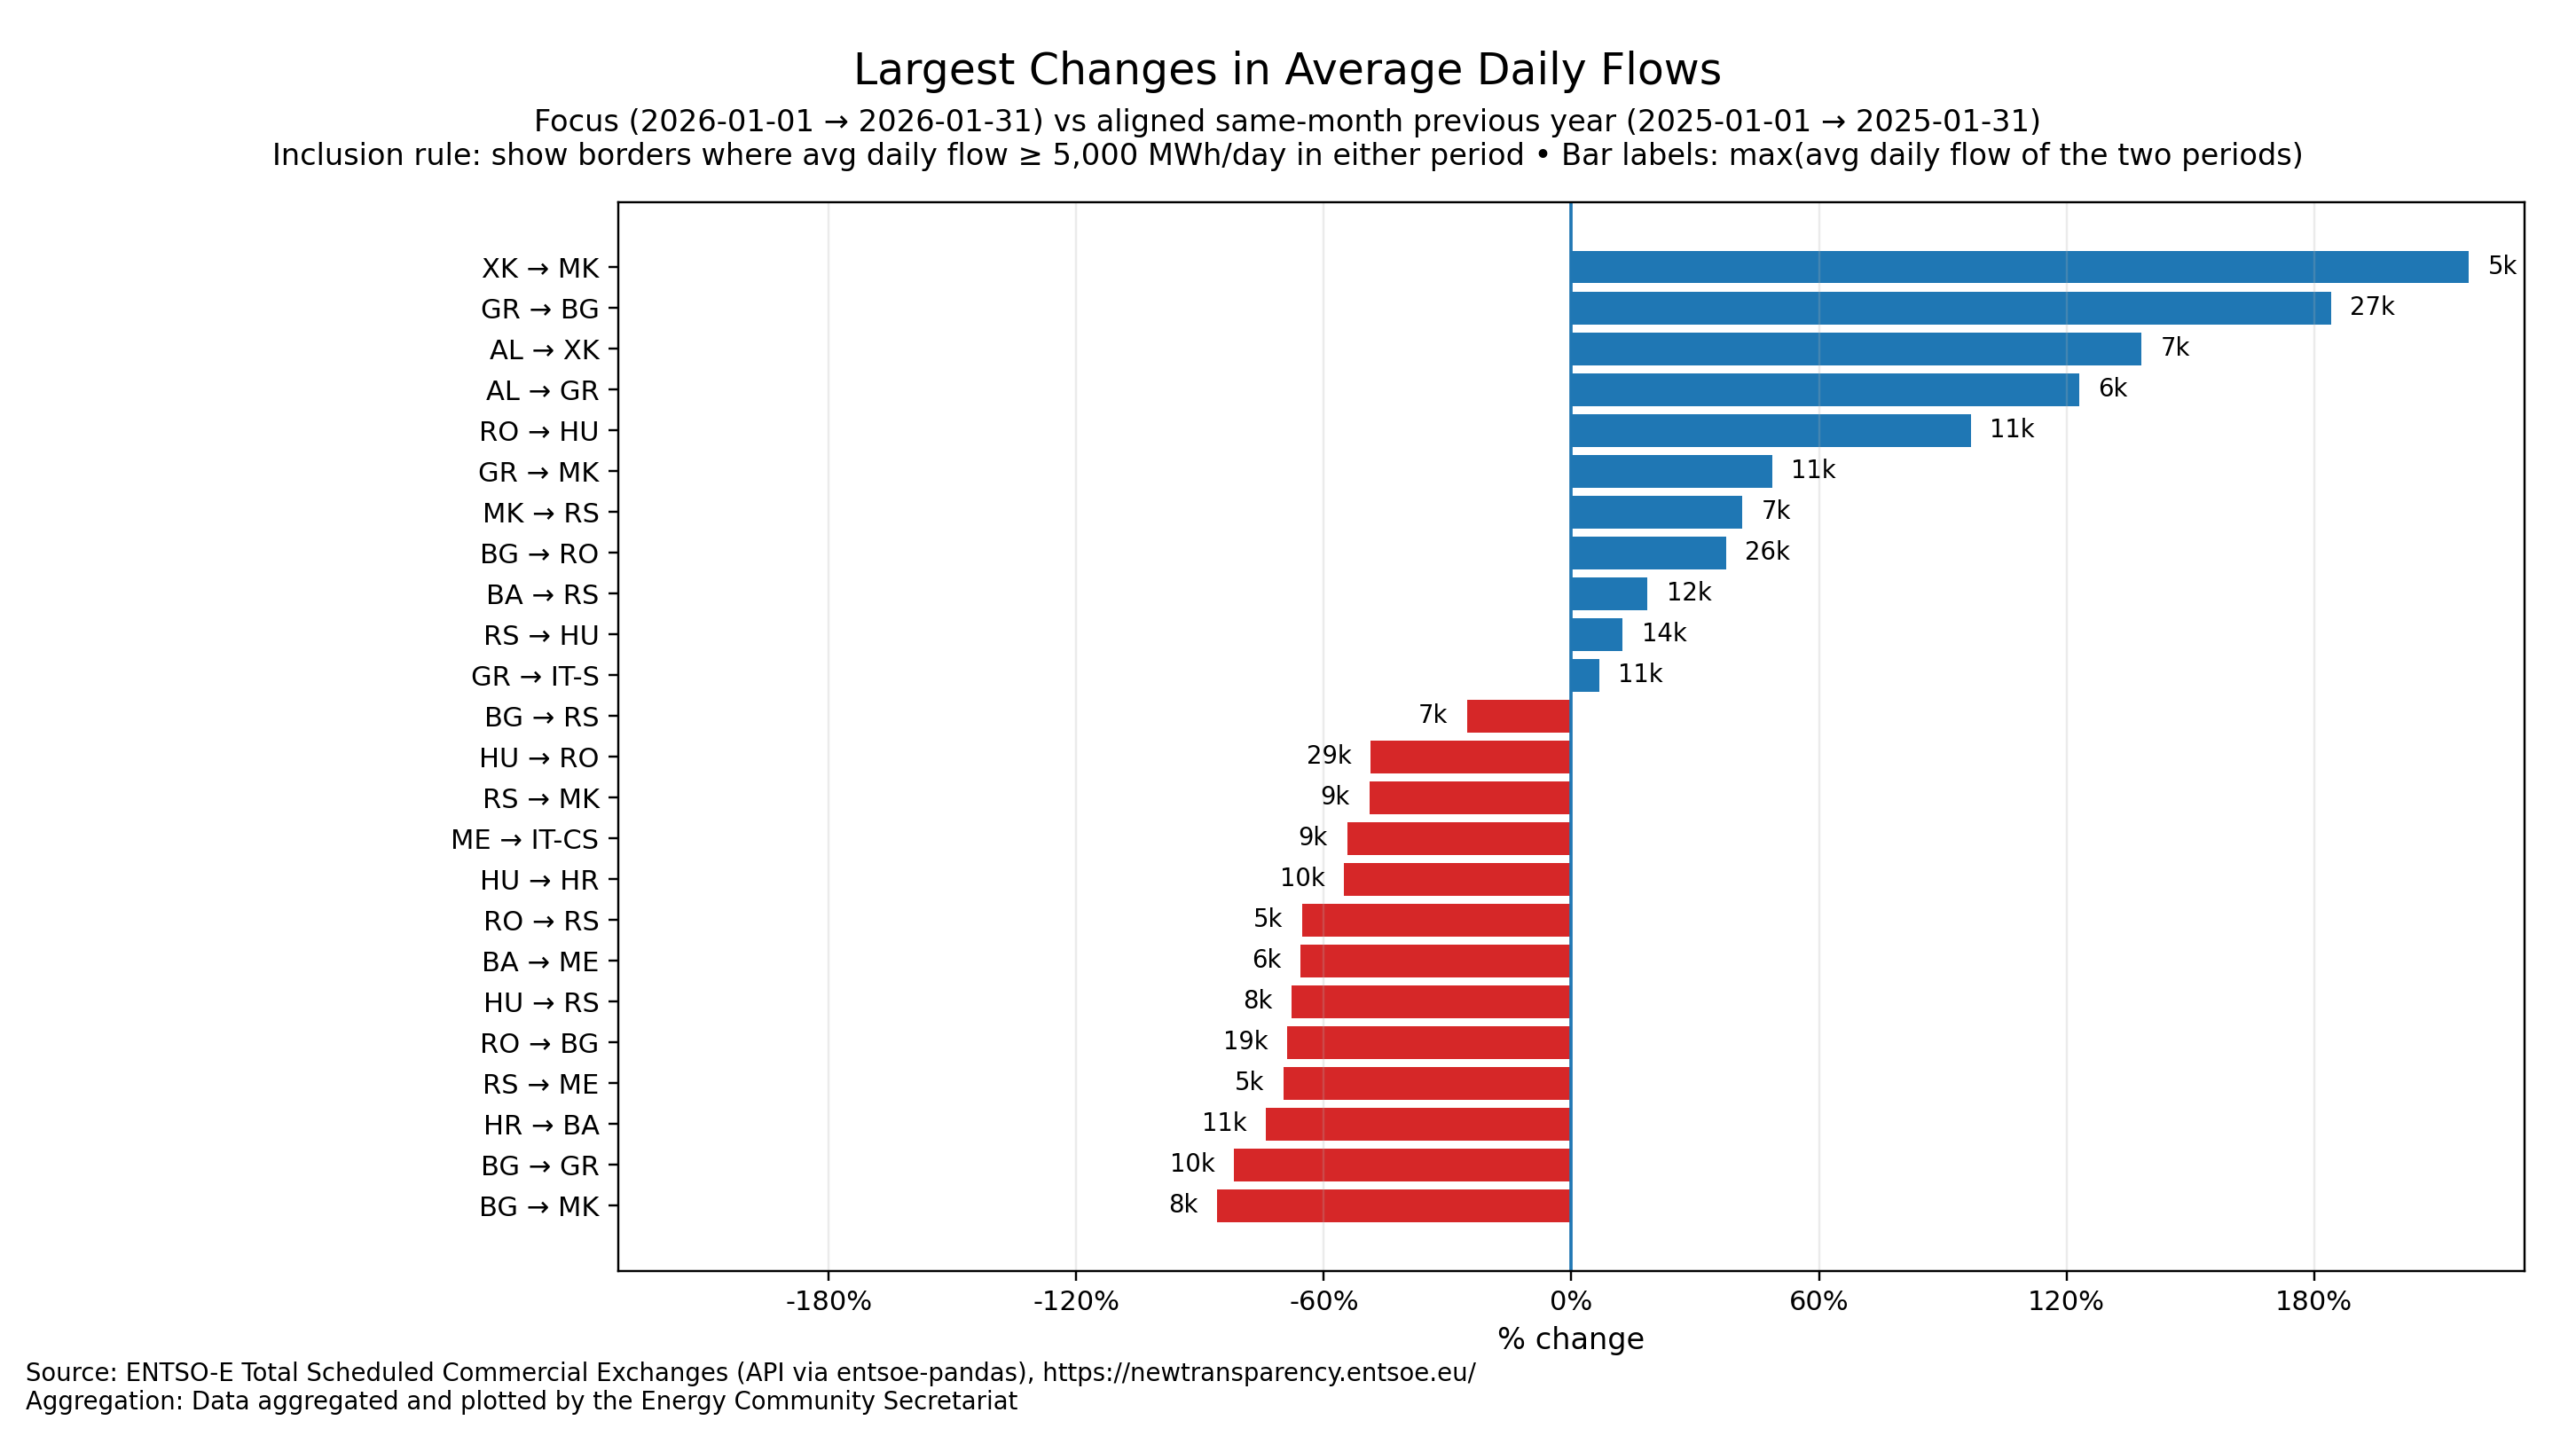 Largest Changes in Average Daily Flows
Focus (2026-01-01 → 2026-01-31) vs aligned same-month previous year (2025-01-01 → 2025-01-31)
Inclusion rule: show borders where avg daily flow ≥ 5,000 MWh/day in either period • Bar labels: max(avg daily flow of the two periods)
XK → MK 5k
GR → BG 27k
AL → XK 7k
AL → GR 6k
RO → HU 11k
GR → MK 11k
MK → RS 7k
BG → RO 26k
BA → RS 12k
RS → HU 14k
GR → IT-S 11k
BG → RS 7k
HU → RO 29k
RS → MK 9k
ME → IT-CS 9k
HU → HR 10k
RO → RS 5k
BA → ME 6k
HU → RS 8k
RO → BG 19k
RS → ME 5k
HR → BA 11k
BG → GR 10k
BG → MK 8k
-180% -120% -60% 0% 60% 120% 180%
% change
Source: ENTSO-E Total Scheduled Commercial Exchanges (API via entsoe-pandas), https://newtransparency.entsoe.eu/
Aggregation: Data aggregated and plotted by the Energy Community Secretariat